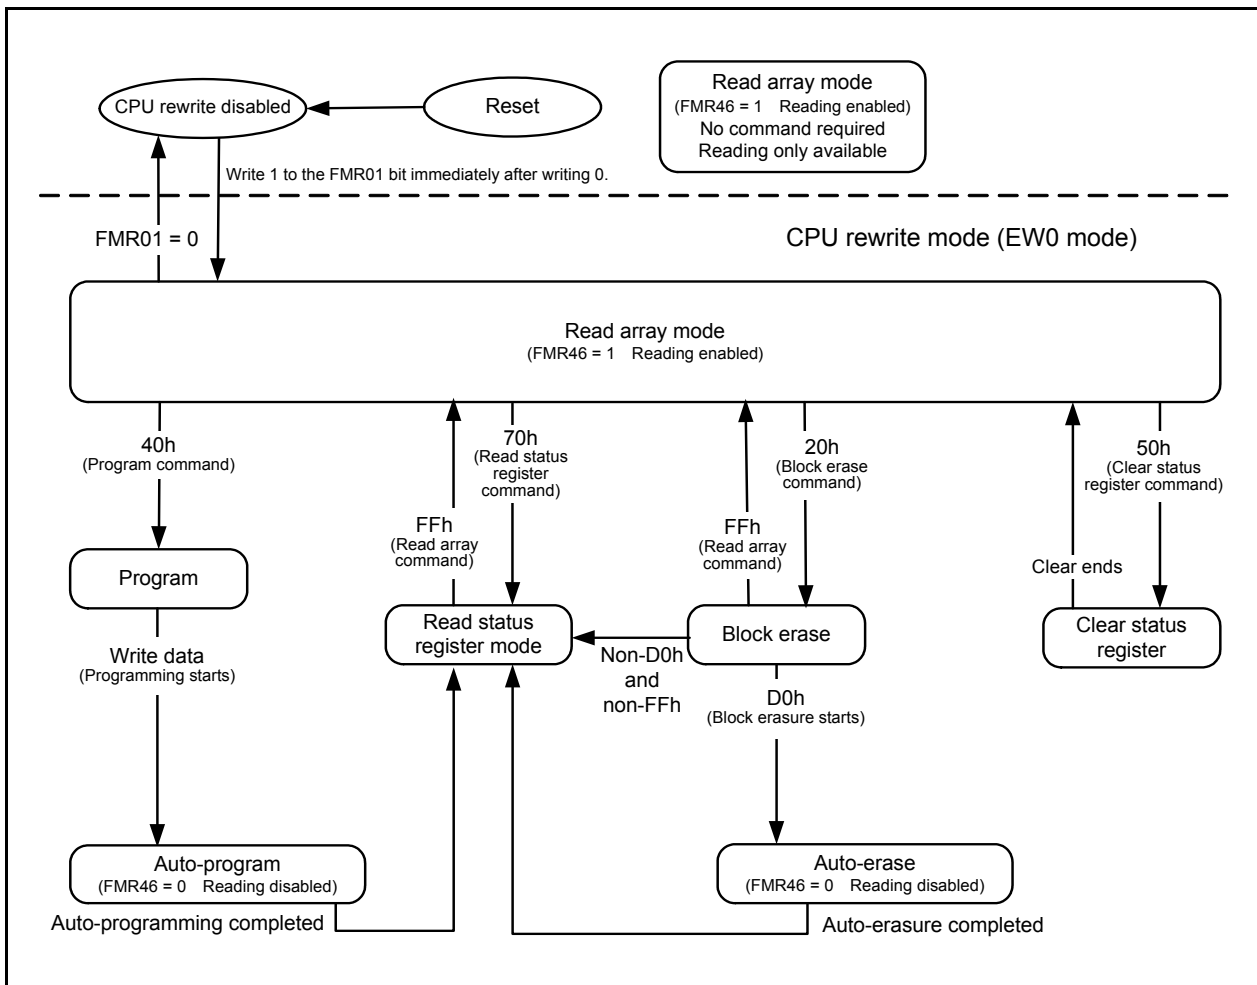 CPU rewrite disabled
Reset
Read array mode
(FMR46 = 1 Reading enabled)
No command required
Reading only available
Write 1 to the FMR01 bit immediately after writing 0.
FMR01 = 0
CPU rewrite mode (EW0 mode)
Read array mode
(FMR46 = 1 Reading enabled)
40h
(Program command)
70h
(Read status
register
command)
20h
(Block erase
command)
50h
(Clear status
register command)
FFh
(Read array
command)
FFh
(Read array
command)
Clear ends
Program
Read status
register mode
Block erase
Clear status
register
Write data
(Programming starts)
Non-D0h
and
non-FFh
D0h
(Block erasure starts)
Auto-program
(FMR46 = 0 Reading disabled)
Auto-erase
(FMR46 = 0 Reading disabled)
Auto-programming completed
Auto-erasure completed